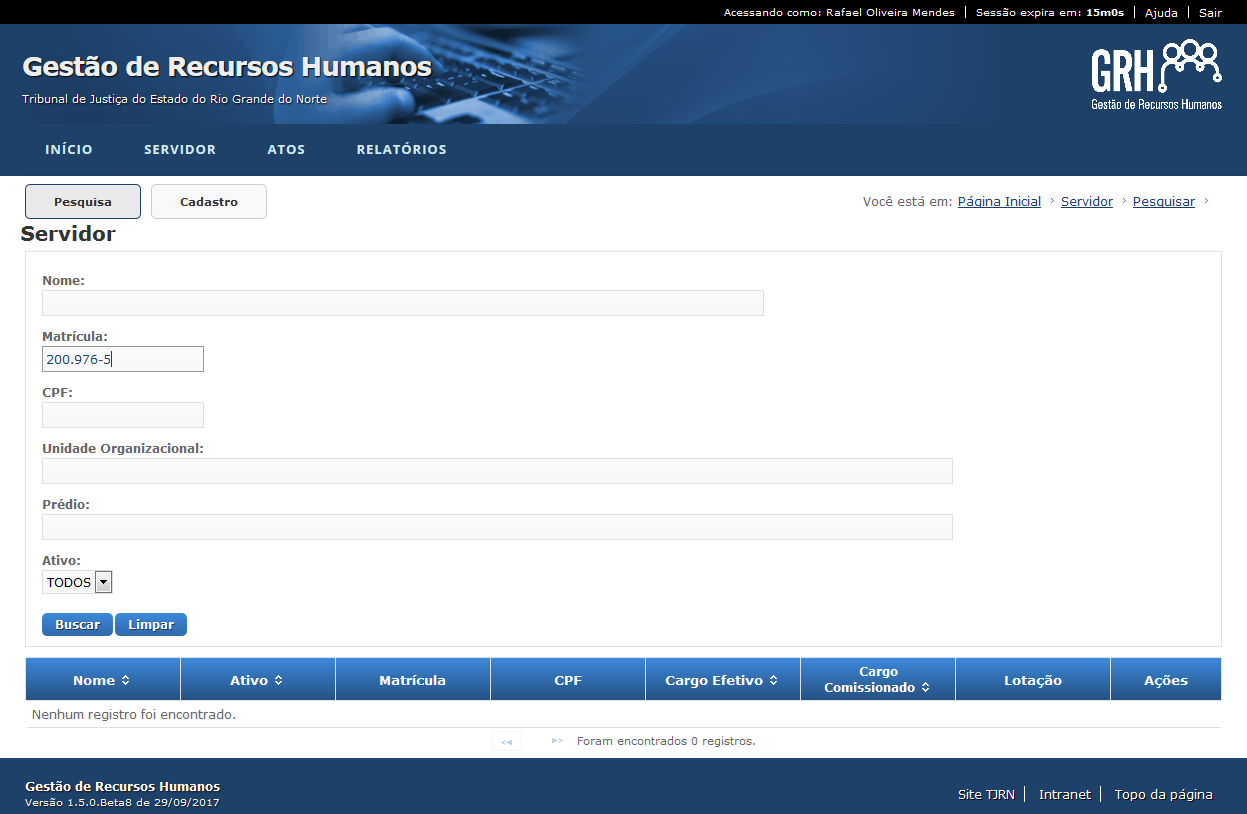 Acessando como: Rafael Oliveira Mendes | Sessão expira em: 15m0s | Ajuda | Sair
Gestão de Recursos Humanos
Tribunal de Justiça do Estado do Rio Grande do Norte
GRH
Gestão de Recursos Humanos
INÍCIO SERVIDOR ATOS RELATÓRIOS
Pesquisa Cadastro Você está em: Página Inicial Servidor Pesquisar
Servidor
Nome:
Matrícula:
200.976-5
CPF:
Unidade Organizacional:
Prédio:
Ativo:
TODOS
Buscar Limpar
Nome Ativo Matrícula CPF Cargo Efetivo Cargo Comissionado Lotação Ações
Nenhum registro foi encontrado.
Foram encontrados 0 registros.
Gestão de Recursos Humanos
Versão 1.5.0.Beta8 de 29/09/2017
Site TJRN | Intranet | Topo da página